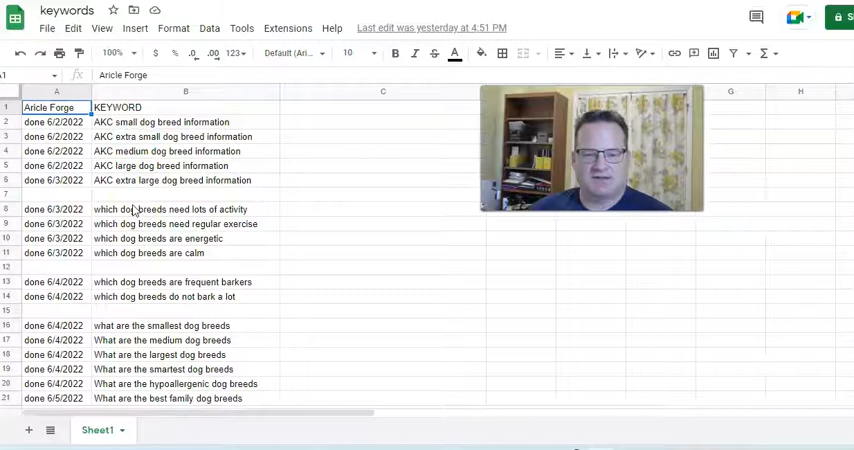 keywords
File Edit View Insert Format Data Tools Extensions Help Last edit was yesterday at 4:51 PM
100% $ % .0 .00 123 Default (Ari... 10 B I S A
A1 fx Aricle Forge
A B C G H
1 Aricle Forge KEYWORD
2 done 6/2/2022 AKC small dog breed information
3 done 6/2/2022 AKC extra small dog breed information
4 done 6/2/2022 AKC medium dog breed information
5 done 6/2/2022 AKC large dog breed information
6 done 6/3/2022 AKC extra large dog breed information
7
8 done 6/3/2022 which dog breeds need lots of activity
9 done 6/3/2022 which dog breeds need regular exercise
10 done 6/3/2022 which dog breeds are energetic
11 done 6/3/2022 which dog breeds are calm
12
13 done 6/4/2022 which dog breeds are frequent barkers
14 done 6/4/2022 which dog breeds do not bark a lot
15
16 done 6/4/2022 what are the smallest dog breeds
17 done 6/4/2022 What are the medium dog breeds
18 done 6/4/2022 What are the largest dog breeds
19 done 6/4/2022 What are the smartest dog breeds
20 done 6/4/2022 What are the hypoallergenic dog breeds
21 done 6/5/2022 What are the best family dog breeds
Sheet1